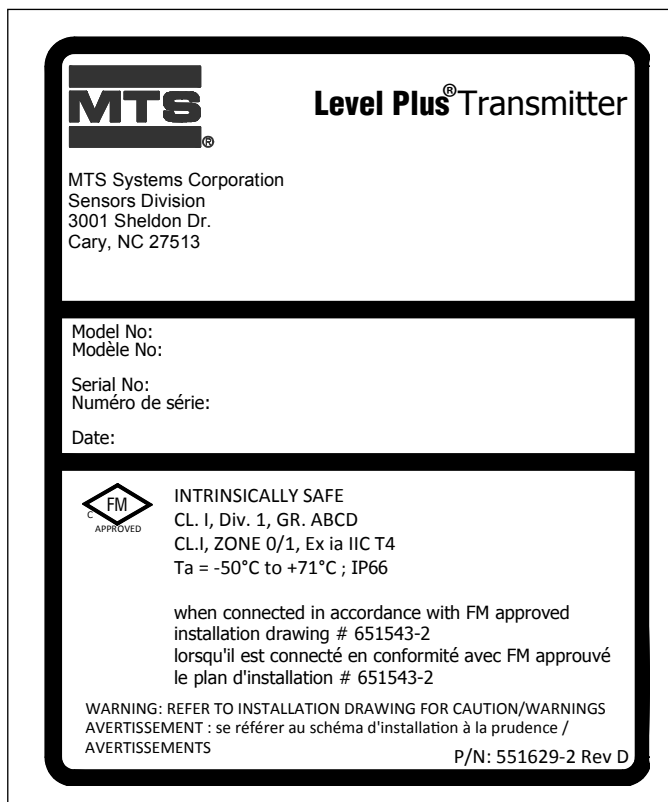 MTS
®
Level Plus® Transmitter
MTS Systems Corporation
Sensors Division
3001 Sheldon Dr.
Cary, NC 27513
Model No:
Modèle No:
Serial No:
Numéro de série:
Date:
FM
C
APPROVED
INTRINSICALLY SAFE
CL. I, Div. 1, GR. ABCD
CL.I, ZONE 0/1, Ex ia IIC T4
Ta = -50°C to +71°C ; IP66
when connected in accordance with FM approved
installation drawing # 651543-2
lorsqu'il est connecté en conformité avec FM approuvé
le plan d'installation # 651543-2
WARNING: REFER TO INSTALLATION DRAWING FOR CAUTION/WARNINGS
AVERTISSEMENT : se référer au schéma d'installation à la prudence /
AVERTISSEMENTS
P/N: 551629-2 Rev D